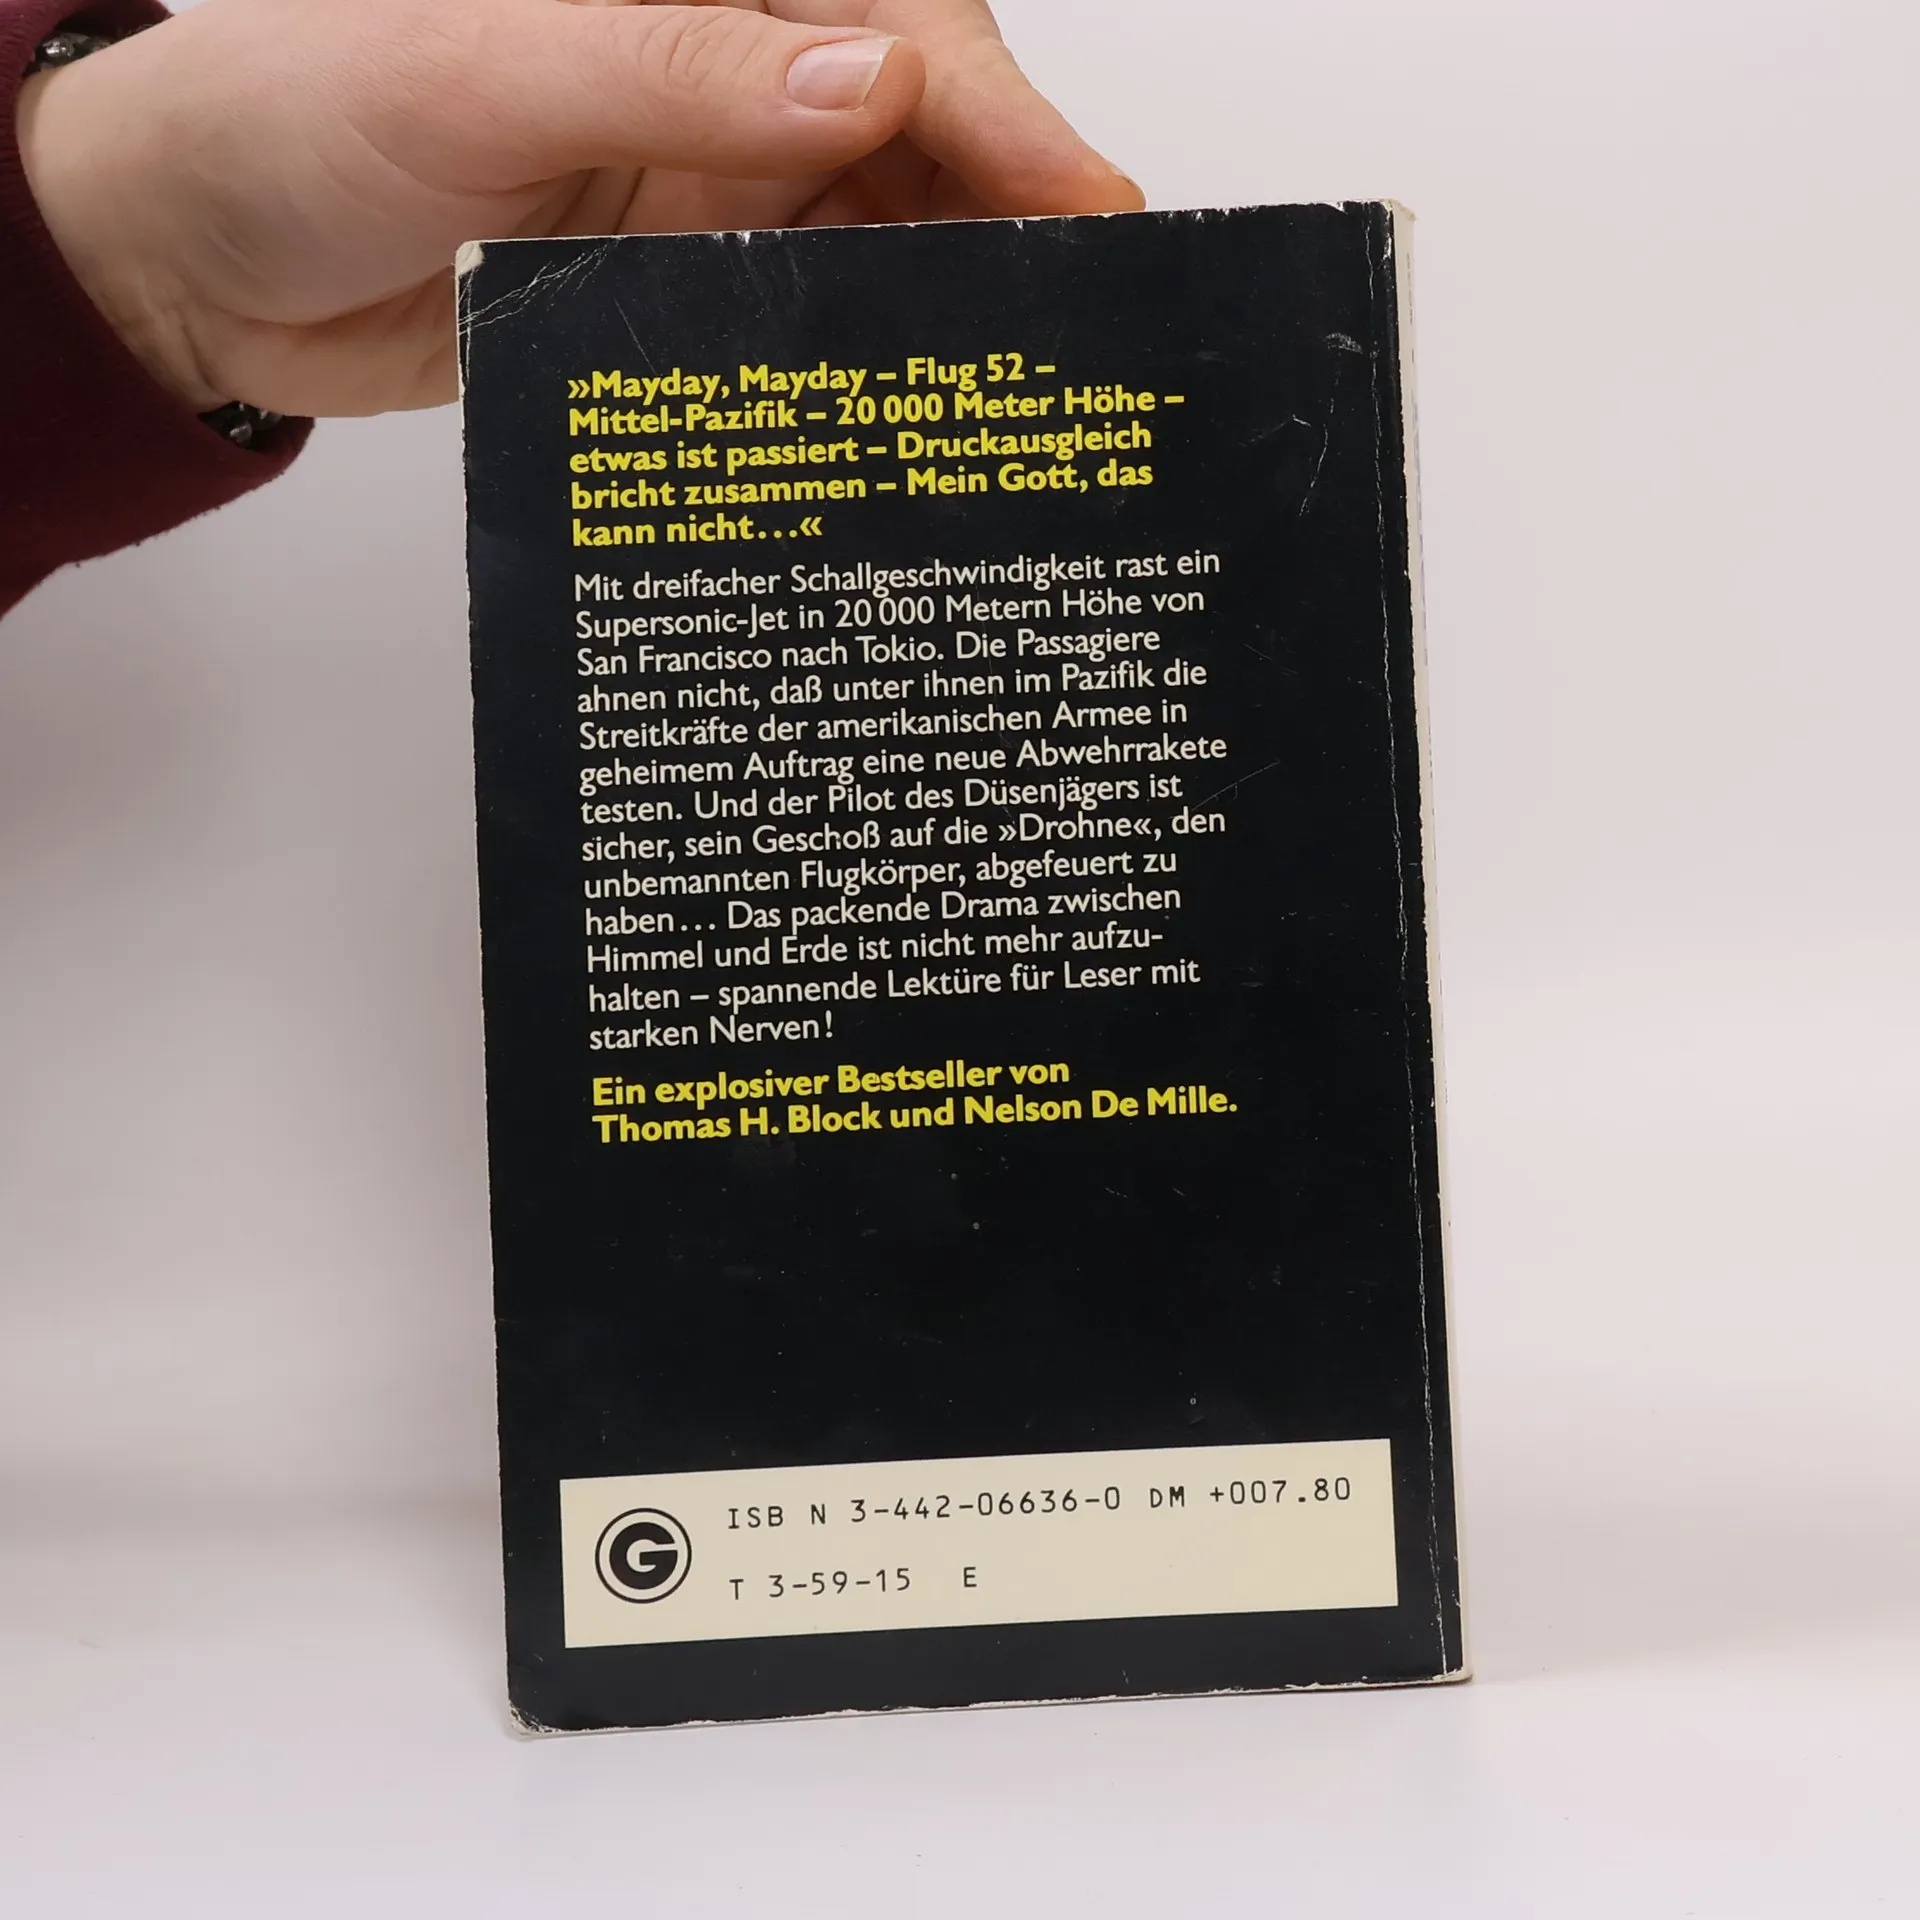 »Mayday, Mayday – Flug 52 –
Mittel-Pazifik – 20 000 Meter Höhe –
etwas ist passiert – Druckausgleich
bricht zusammen – Mein Gott, das
kann nicht...«
Mit dreifacher Schallgeschwindigkeit rast ein
Supersonic-Jet in 20 000 Metern Höhe von
San Francisco nach Tokio. Die Passagiere
ahnen nicht, daß unter ihnen im Pazifik die
Streitkräfte der amerikanischen Armee in
geheimem Auftrag eine neue Abwehrrakete
testen. Und der Pilot des Düsenjägers ist
sicher, sein Geschoß auf die »Drohne«, den
unbemannten Flugkörper, abgefeuert zu
haben... Das packende Drama zwischen
Himmel und Erde ist nicht mehr aufzu-
halten – spannende Lektüre für Leser mit
starken Nerven!
Ein explosiver Bestseller von
Thomas H. Block und Nelson De Mille.
G
ISB N 3-442-06636-0 DM +007.80
T 3-59-15 E